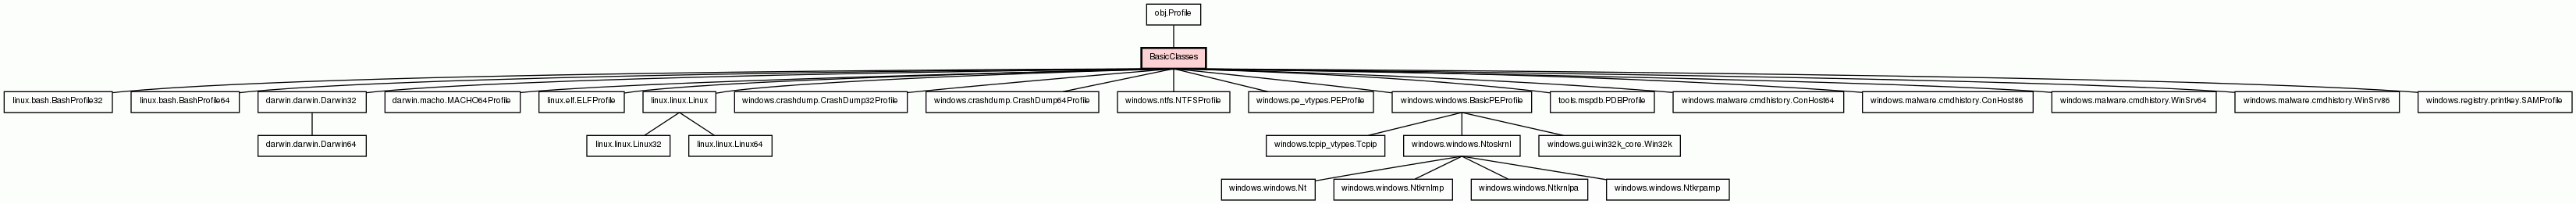 obj.Profile
BasicClasses
linux.bash.BashProfile32
linux.bash.BashProfile64
darwin.darwin.Darwin32
darwin.macho.MACHO64Profile
linux.elf.ELFProfile
linux.linux.Linux
windows.crashdump.CrashDump32Profile
windows.crashdump.CrashDump64Profile
windows.ntfs.NTFSProfile
windows.pe_vtypes.PEProfile
windows.windows.BasicPEProfile
tools.mspdb.PDBProfile
windows.malware.cmdhistory.ConHost64
windows.malware.cmdhistory.ConHost86
windows.malware.cmdhistory.WinSrv64
windows.malware.cmdhistory.WinSrv86
windows.registry.printkey.SAMProfile
darwin.darwin.Darwin64
linux.linux.Linux32
linux.linux.Linux64
windows.tcpip_vtypes.Tcpip
windows.windows.Ntoskrnl
windows.gui.win32k_core.Win32k
windows.windows.Nt
windows.windows.Ntkrnlmp
windows.windows.Ntkrnlpa
windows.windows.Ntkrpamp